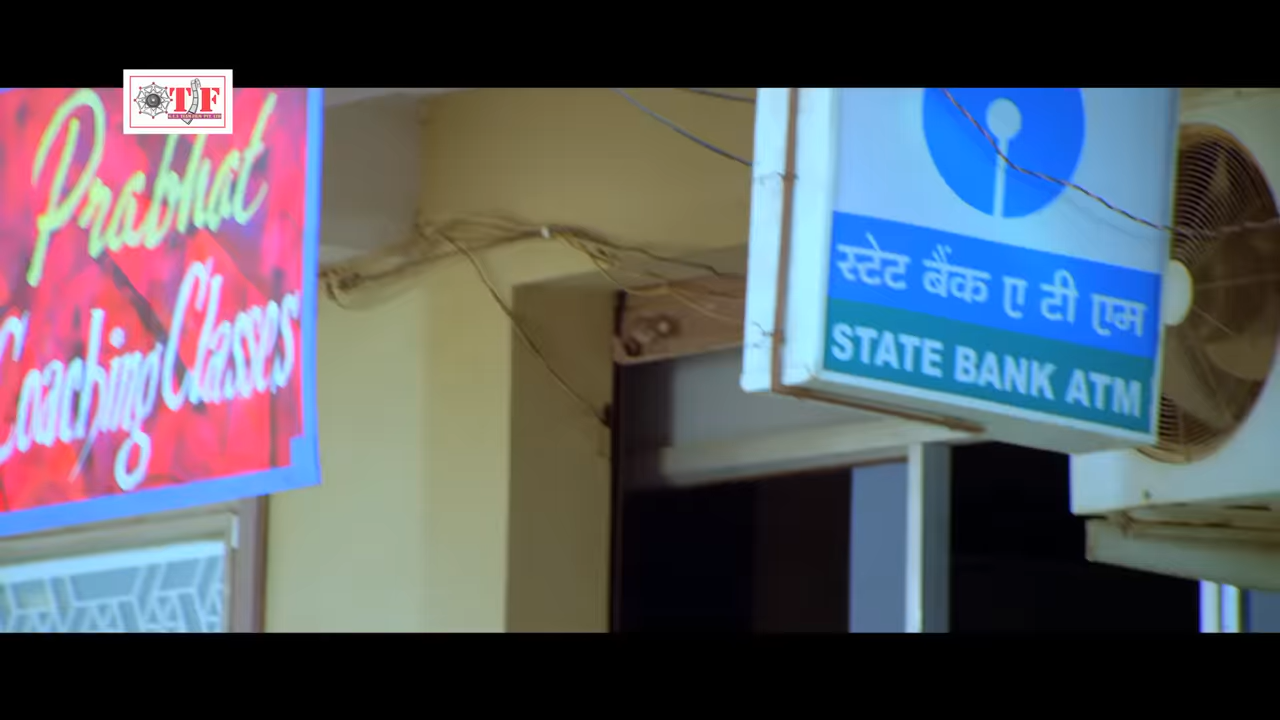 TJF
Prabhat
Coaching Classes
स्टेट बैंक ए टी एम
STATE BANK ATM